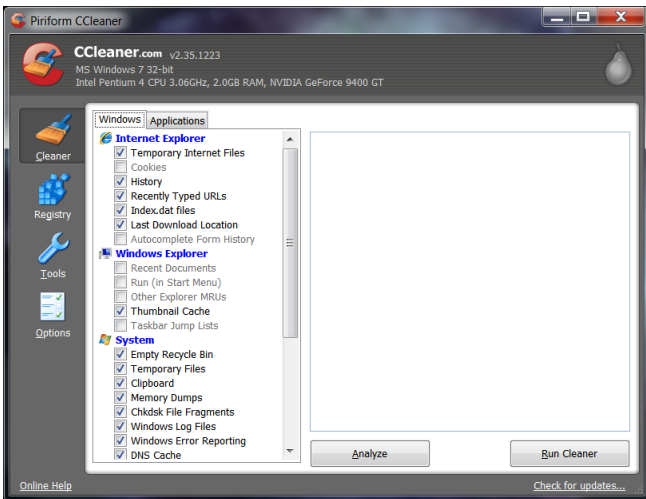 Piriform CCleaner
CCleaner.com v2.35.1223
MS Windows 7 32-bit
Intel Pentium 4 CPU 3.06GHz, 2.0GB RAM, NVIDIA GeForce 9400 GT
Cleaner
Registry
Tools
Options
Windows Applications
Internet Explorer
Temporary Internet Files
Cookies
History
Recently Typed URLs
Index.dat files
Last Download Location
Autocomplete Form History
Windows Explorer
Recent Documents
Run (in Start Menu)
Other Explorer MRUs
Thumbnail Cache
Taskbar Jump Lists
System
Empty Recycle Bin
Temporary Files
Clipboard
Memory Dumps
Chkdsk File Fragments
Windows Log Files
Windows Error Reporting
DNS Cache
Analyze Run Cleaner
Online Help Check for updates...